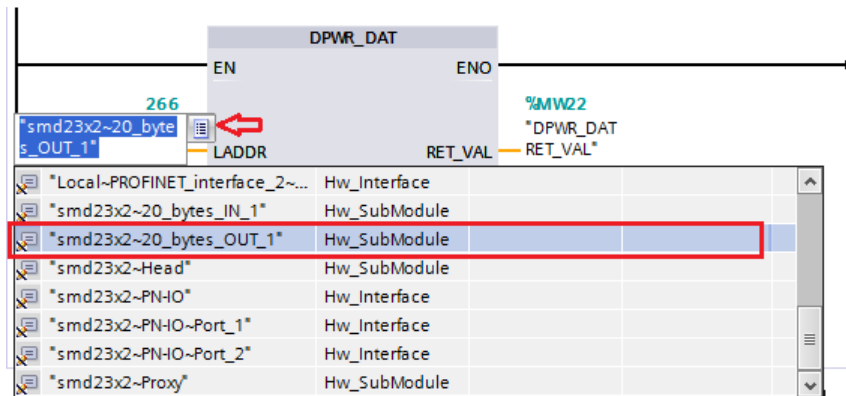 DPWR_DAT
EN ENO
266 %MW22
"smd23x2~20_byte "DPWR_DAT
s_OUT_1" LADDR RET_VAL RET_VAL"
"Local~PROFINET_interface_2~... Hw_Interface
"smd23x2~20_bytes_IN_1" Hw_SubModule
"smd23x2~20_bytes_OUT_1" Hw_SubModule
"smd23x2~Head" Hw_SubModule
"smd23x2~PN-IO" Hw_Interface
"smd23x2~PN-IO~Port_1" Hw_Interface
"smd23x2~PN-IO~Port_2" Hw_Interface
"smd23x2~Proxy" Hw_SubModule